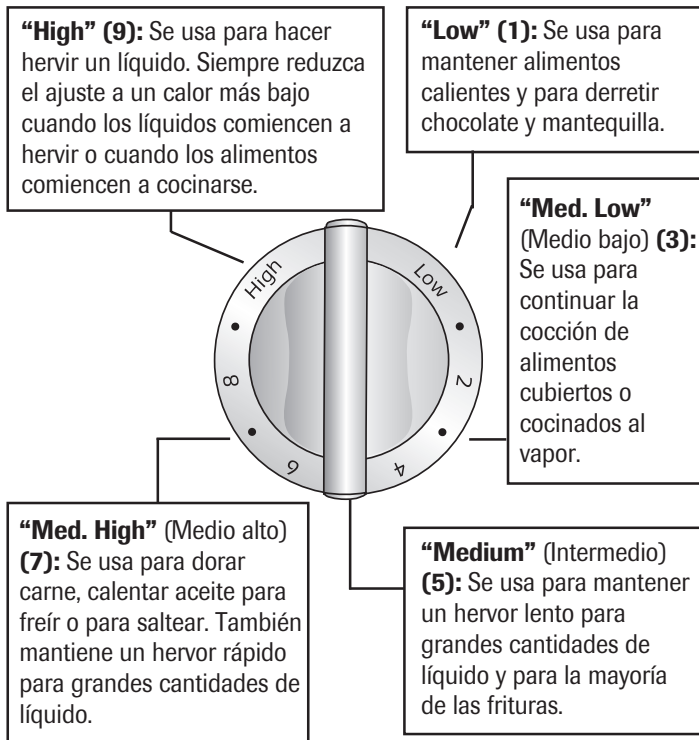 “High” (9): Se usa para hacer
hervir un líquido. Siempre reduzca
el ajuste a un calor más bajo
cuando los líquidos comiencen a
hervir o cuando los alimentos
comiencen a cocinarse.
“Low” (1): Se usa para
mantener alimentos
calientes y para derretir
chocolate y mantequilla.
“Med. Low”
(Medio bajo) (3):
Se usa para
continuar la
cocción de
alimentos
cubiertos o
cocinados al
vapor.
High
Low
8
2
6
4
“Med. High” (Medio alto)
(7): Se usa para dorar
carne, calentar aceite para
freír o para saltear. También
mantiene un hervor rápido
para grandes cantidades de
líquido.
“Medium” (Intermedio)
(5): Se usa para mantener
un hervor lento para
grandes cantidades de
líquido y para la mayoría
de las frituras.